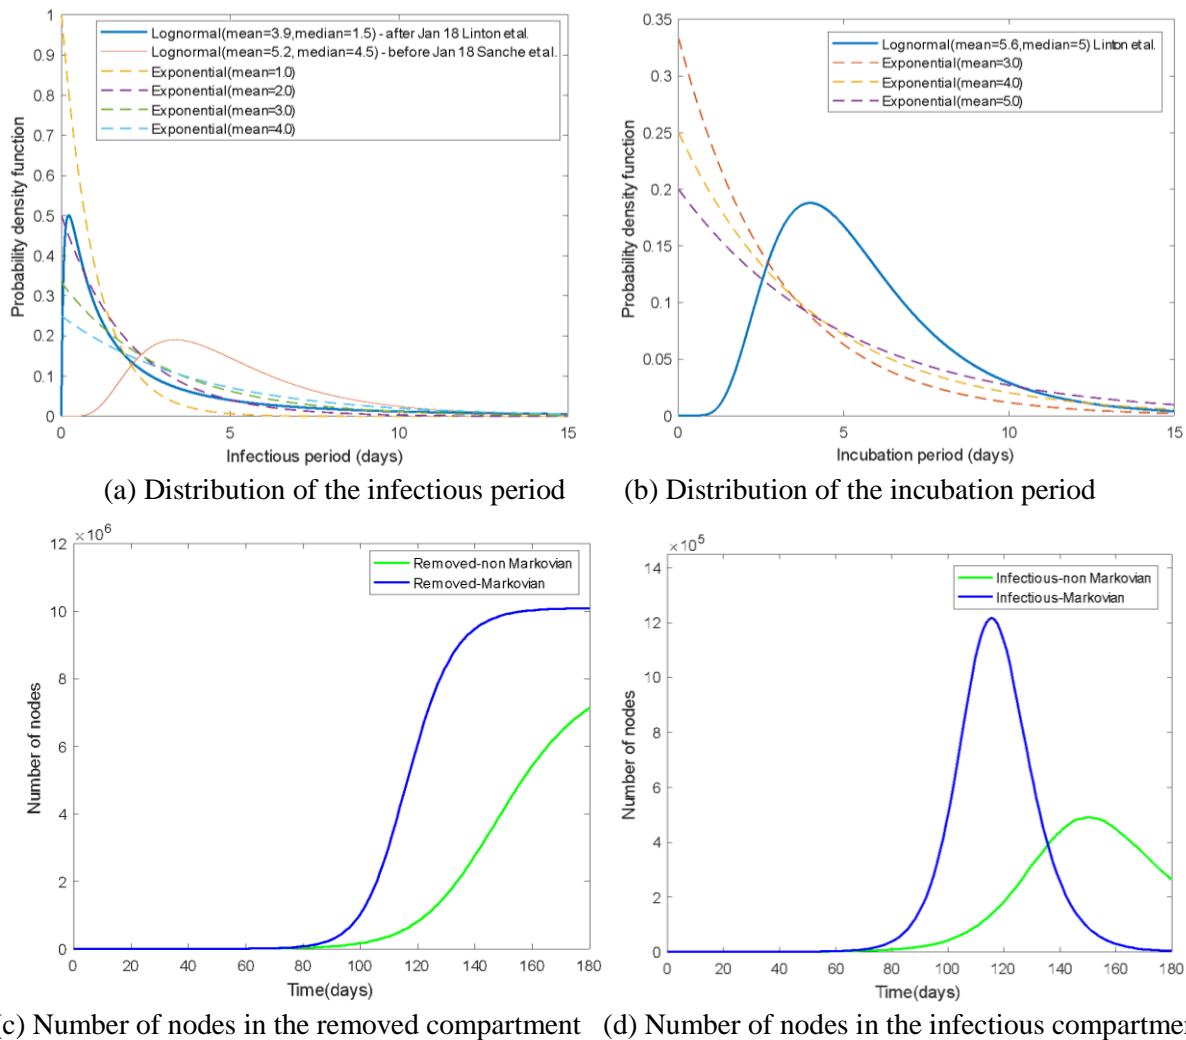 Lognormal(mean=3.9,median=1.5) - after Jan 18 Linton et al.
Lognormal(mean=5.2, median=4.5) - before Jan 18 Sanche et al.
Exponential(mean=1.0)
Exponential(mean=2.0)
Exponential(mean=3.0)
Exponential(mean=4.0)
Probability density function
1
0.9
0.8
0.7
0.6
0.5
0.4
0.3
0.2
0.1
0
0 5 10 15
Infectious period (days)
(a) Distribution of the infectious period
Lognormal(mean=5.6,median=5) Linton et al.
Exponential(mean=3.0)
Exponential(mean=4.0)
Exponential(mean=5.0)
Probability density function
0.35
0.3
0.25
0.2
0.15
0.1
0.05
0
0 5 10 15
Incubation period (days)
(b) Distribution of the incubation period
×10⁶
Removed-non Markovian
Removed-Markovian
Number of nodes
12
10
8
6
4
2
0
0 20 40 60 80 100 120 140 160 180
Time(days)
(c) Number of nodes in the removed compartment
×10⁵
Infectious-non Markovian
Infectious-Markovian
Number of nodes
14
12
10
8
6
4
2
0
0 20 40 60 80 100 120 140 160 180
Time(days)
(d) Number of nodes in the infectious compartme